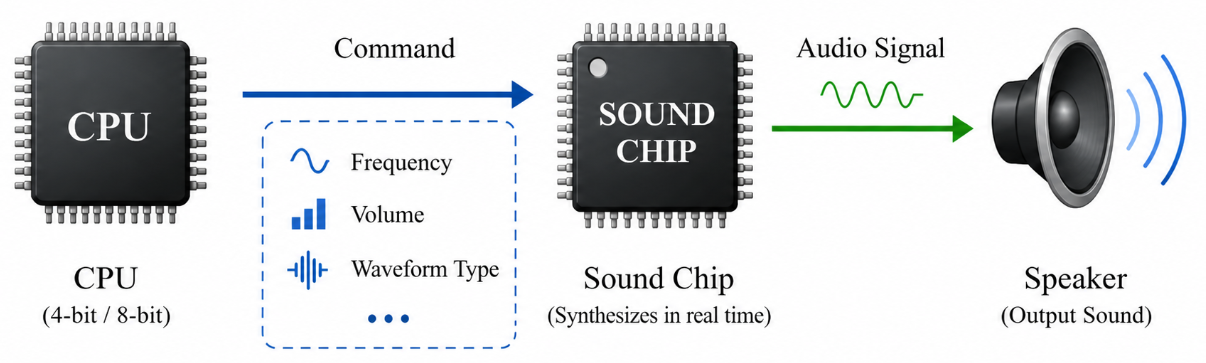 Command
Audio Signal
CPU
SOUND
CHIP
Frequency
Volume
Waveform Type
CPU
(4-bit / 8-bit)
Sound Chip
(Synthesizes in real time)
Speaker
(Output Sound)